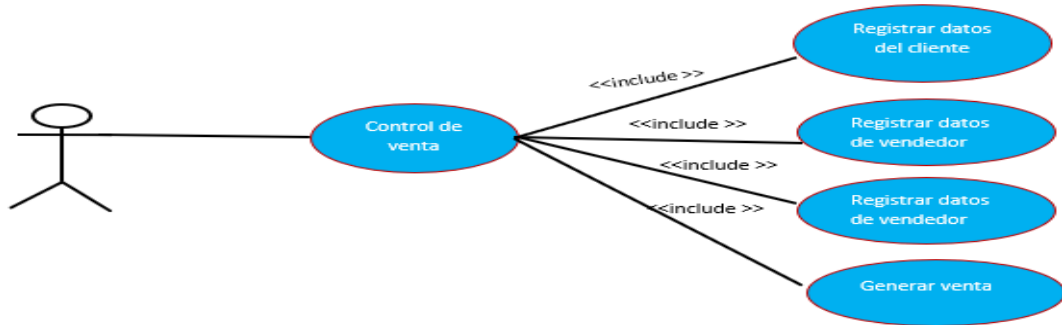 Registrar datos
del cliente
<<include >>
Control de
venta
<<include >>
Registrar datos
de vendedor
<<include >>
Registrar datos
de vendedor
<<include >>
Generar venta